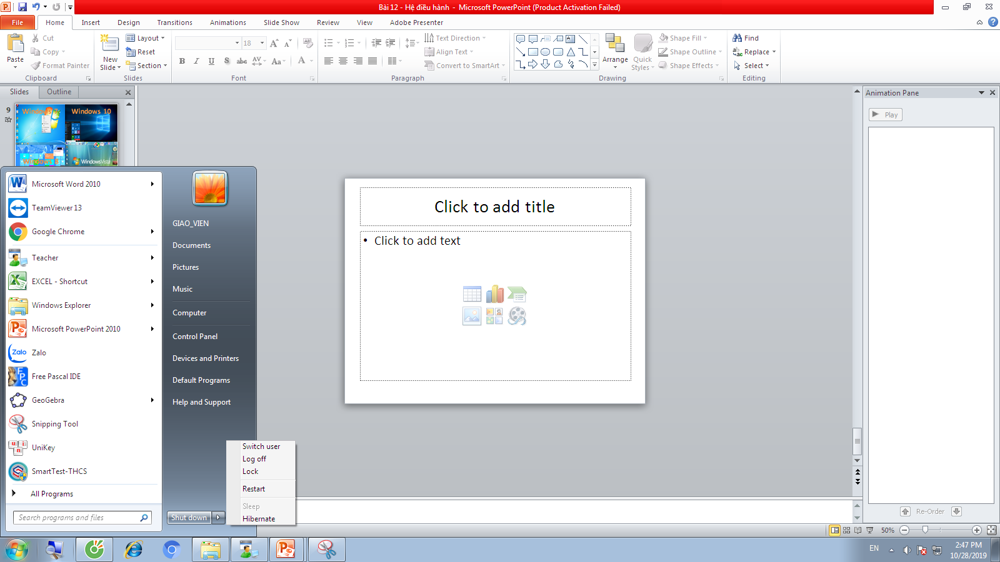 Bài 12 - Hệ điều hành - Microsoft PowerPoint (Product Activation Failed)
File Home Insert Design Transitions Animations Slide Show Review View Adobe Presenter
Paste
Cut
Copy
Format Painter
Clipboard
New Slide
Layout
Reset
Section
Slides
18
B I U S abc AV Aa A
Font
Text Direction
Align Text
Convert to SmartArt
Paragraph
Arrange
Quick Styles
Shape Fill
Shape Outline
Shape Effects
Drawing
Find
Replace
Select
Editing
Slides Outline
9
Windows 10
WindowsVista
Animation Pane
Play
Click to add title
• Click to add text
Microsoft Word 2010
TeamViewer 13
Google Chrome
Teacher
EXCEL - Shortcut
Windows Explorer
Microsoft PowerPoint 2010
Zalo
Zalo
Free Pascal IDE
GeoGebra
Snipping Tool
UniKey
SmartTest-THCS
All Programs
Search programs and files
GIAO_VIEN
Documents
Pictures
Music
Computer
Control Panel
Devices and Printers
Default Programs
Help and Support
Shut down
Switch user
Log off
Lock
Restart
Sleep
Hibernate
Re-Order
50%
EN
2:47 PM
10/28/2019